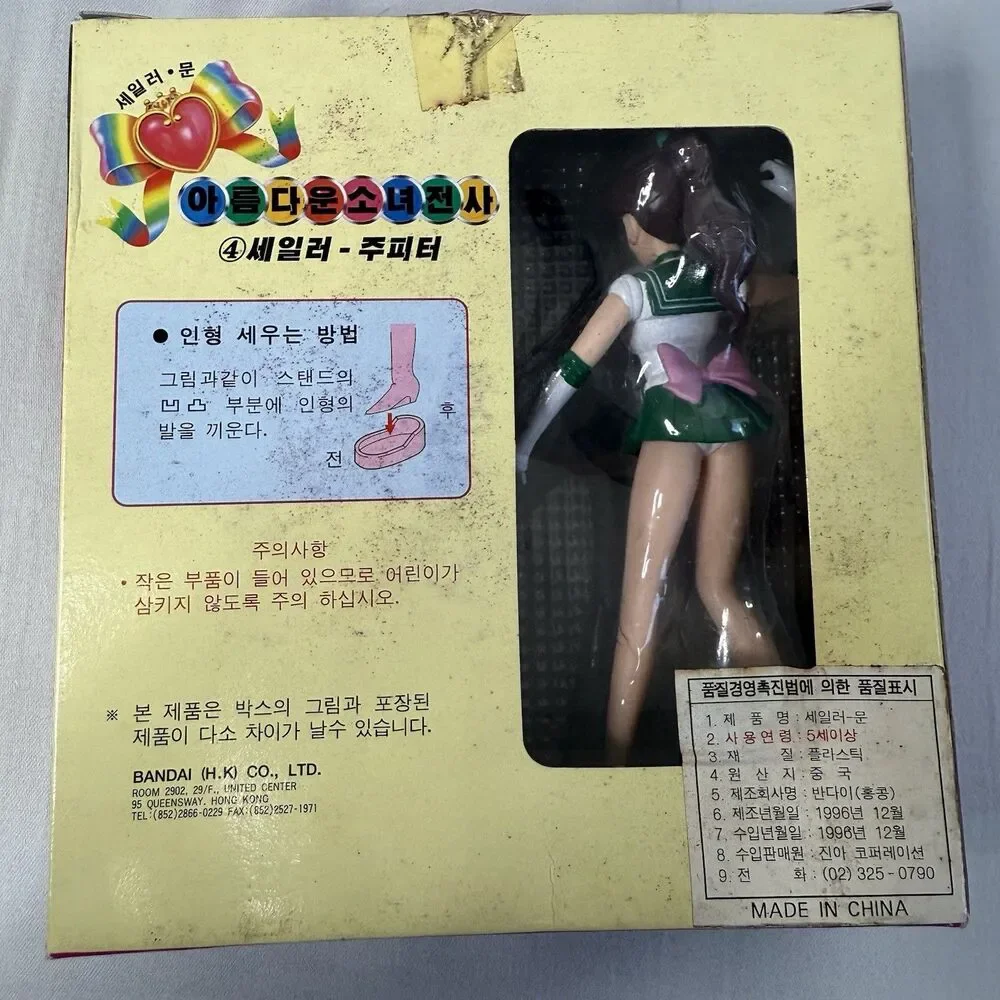 세일러・문
아름다운소녀전사
④세일러-주피터
● 인형 세우는 방법
그림과같이 스탠드의
凹凸 부분에 인형의
발을 끼운다.
후
전
주의사항
• 작은 부품이 들어 있으므로 어린이가
삼키지 않도록 주의 하십시오.
※ 본 제품은 박스의 그림과 포장된
제품이 다소 차이가 날수 있습니다.
BANDAI (H.K) CO., LTD.
ROOM 2902, 29/F., UNITED CENTER
95 QUEENSWAY. HONG KONG
TEL:(852)2866-0229 FAX:(852)2527-1971
품질경영촉진법에 의한 품질표시
1. 제 품 명 : 세일러-문
2. 사용연령 : 5세이상
3. 재 질 : 플라스틱
4. 원 산 지 : 중 국
5. 제조회사명 : 반다이(홍콩)
6. 제조년월일 : 1996년 12월
7. 수입년월일 : 1996년 12월
8. 수입판매원 : 진아 코퍼레이션
9. 전 화 : (02) 325-0790
MADE IN CHINA